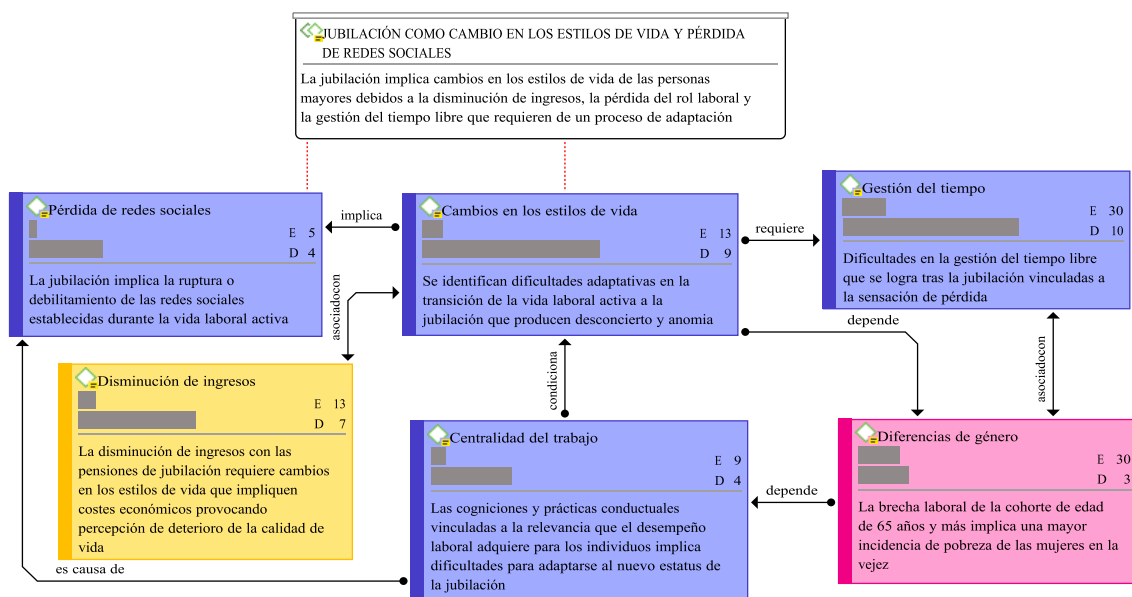 JUBILACIÓN COMO CAMBIO EN LOS ESTILOS DE VIDA Y PÉRDIDA
DE REDES SOCIALES
La jubilación implica cambios en los estilos de vida de las personas
mayores debidos a la disminución de ingresos, la pérdida del rol laboral y
la gestión del tiempo libre que requieren de un proceso de adaptación
Pérdida de redes sociales
E 5
D 4
La jubilación implica la ruptura o
debilitamiento de las redes sociales
establecidas durante la vida laboral activa
implica
Cambios en los estilos de vida
E 13
D 9
Se identifican dificultades adaptativas en la
transición de la vida laboral activa a la
jubilación que producen desconcierto y anomia
requiere
Gestión del tiempo
E 30
D 10
Dificultades en la gestión del tiempo libre
que se logra tras la jubilación vinculadas a
la sensación de pérdida
asociadocon
depende
condiciona
asociadocon
Disminución de ingresos
E 13
D 7
La disminución de ingresos con las
pensiones de jubilación requiere cambios
en los estilos de vida que impliquen
costes económicos provocando
percepción de deterioro de la calidad de
vida
Centralidad del trabajo
E 9
D 4
Las cogniciones y prácticas conductuales
vinculadas a la relevancia que el desempeño
laboral adquiere para los individuos implica
dificultades para adaptarse al nuevo estatus de
la jubilación
depende
Diferencias de género
E 30
D 3
La brecha laboral de la cohorte de edad
de 65 años y más implica una mayor
incidencia de pobreza de las mujeres en la
vejez
es causa de